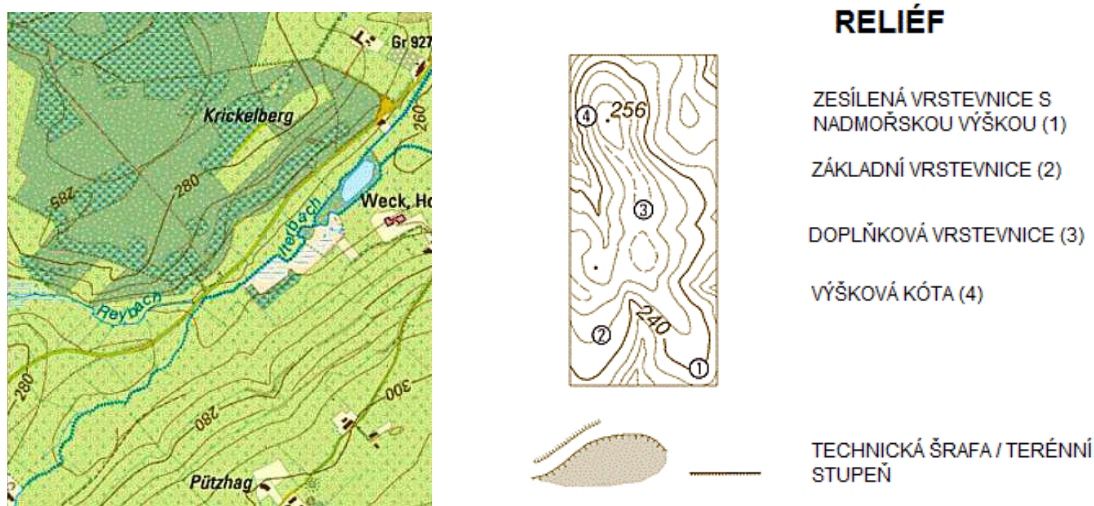 Gr 927
Krickelberg
260
280
285
Weck, Ho
Iterbach
Reybach
280
280
300
Pützhag
RELIÉF
256
4
3
2
240
1
ZESÍLENÁ VRSTEVNICE S
NADMOŘSKOU VÝŠKOU (1)
ZÁKLADNÍ VRSTEVNICE (2)
DOPLŇKOVÁ VRSTEVNICE (3)
VÝŠKOVÁ KÓTA (4)
TECHNICKÁ ŠRAFA / TERÉNNÍ
STUPEŇ